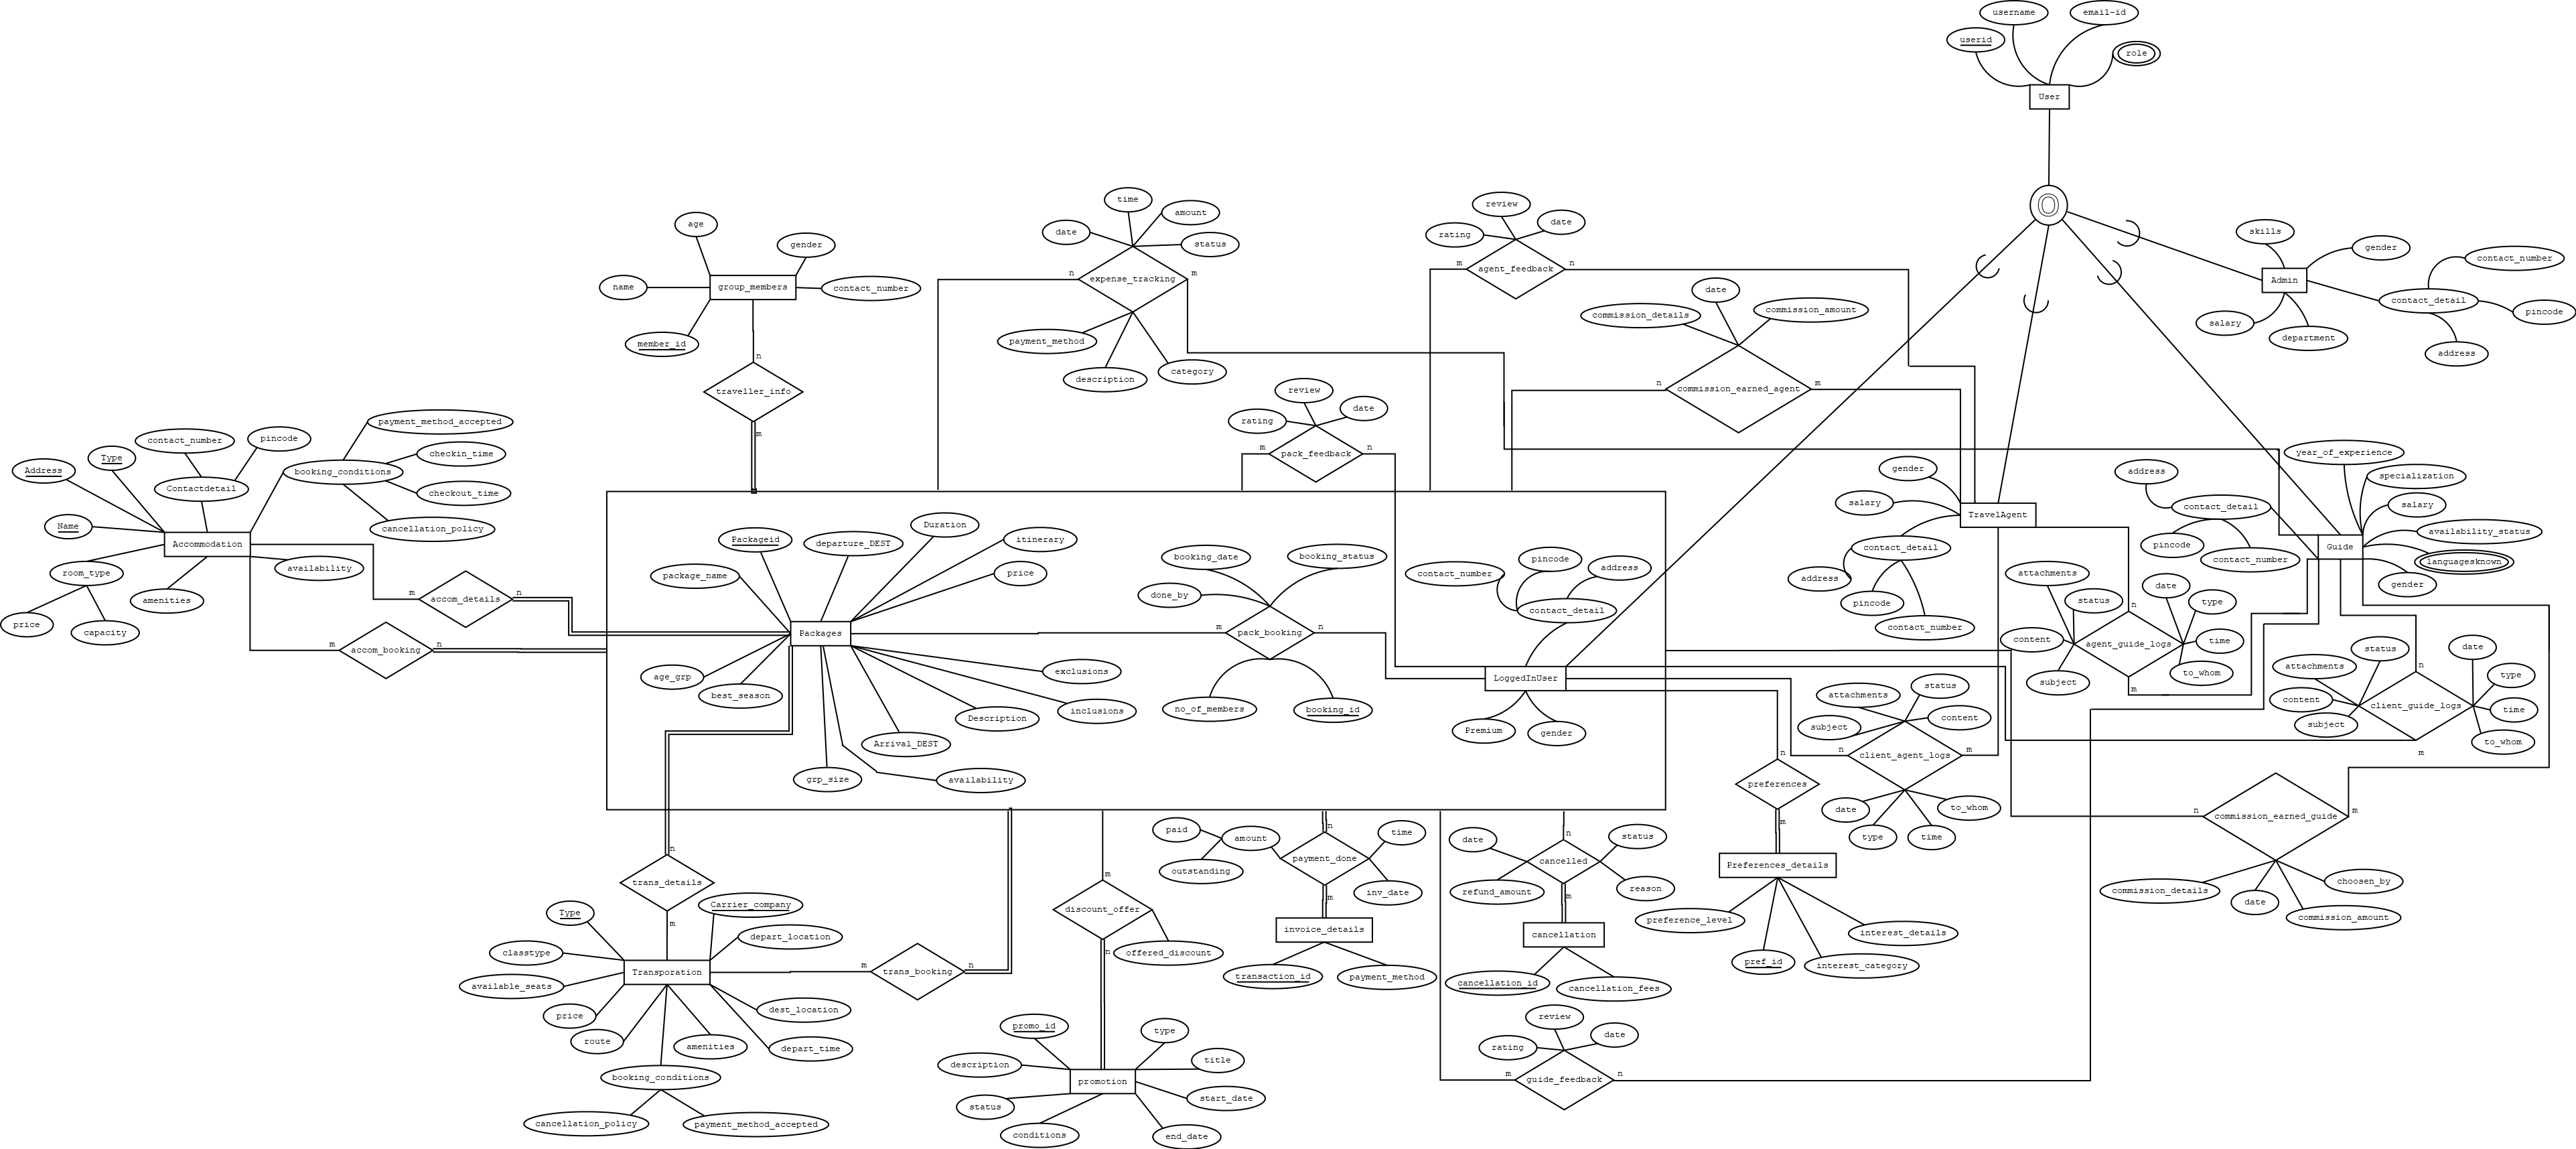 username
email-id
userid
role
User
O
age
gender
name
group_members
contact_number
member_id
n
traveller_info
m
time
date
amount
status
n
expense_tracking
m
payment_method
description
category
review
rating
date
m
agent_feedback
n
date
commission_details
commission_amount
n
commission_earned_agent
m
skills
gender
Admin
salary
department
contact_detail
contact_number
pincode
address
review
rating
date
m
pack_feedback
n
payment_method_accepted
contact_number
pincode
Type
Address
booking_conditions
checkin_time
checkout_time
cancellation_policy
Contactdetail
Name
Accommodation
availability
room_type
amenities
price
capacity
m
accom_details
n
m
accom_booking
n
Packageid
departure_DEST
Duration
itinerary
package_name
price
Packages
age_grp
best_season
exclusions
inclusions
Description
Arrival_DEST
grp_size
availability
booking_date
booking_status
done_by
m
pack_booking
n
no_of_members
booking_id
contact_number
pincode
address
contact_detail
LoggedInUser
Premium
gender
gender
salary
TravelAgent
contact_detail
address
pincode
contact_number
address
contact_detail
pincode
contact_number
year_of_experience
specialization
salary
availability_status
Guide
languagesknown
gender
attachments
status
date
type
n
content
agent_guide_logs
time
subject
to_whom
m
status
date
attachments
n
type
content
client_guide_logs
time
subject
to_whom
m
attachments
status
subject
content
n
client_agent_logs
m
date
to_whom
type
time
n
preferences
m
Preferences_details
preference_level
interest_details
pref_id
interest_category
n
commission_earned_guide
m
commission_details
choosen_by
date
commission_amount
n
trans_details
m
Type
Carrier_company
depart_location
classtype
Transporation
available_seats
price
dest_location
route
amenities
depart_time
booking_conditions
cancellation_policy
payment_method_accepted
m
trans_booking
n
m
discount_offer
n
offered_discount
promo_id
type
description
title
promotion
status
start_date
conditions
end_date
paid
amount
n
time
payment_done
outstanding
inv_date
m
invoice_details
transaction_id
payment_method
date
n
status
cancelled
refund_amount
reason
m
cancellation
cancellation_id
cancellation_fees
review
rating
date
m
guide_feedback
n